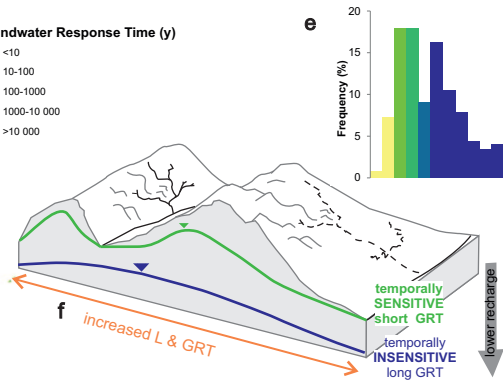 ndwater Response Time (y)
<10
10-100
100-1000
1000-10 000
>10 000
e
Frequency (%)
20
15
10
5
0
f
increased L & GRT
temporally
SENSITIVE
short GRT
temporally
INSENSITIVE
long GRT
lower recharge